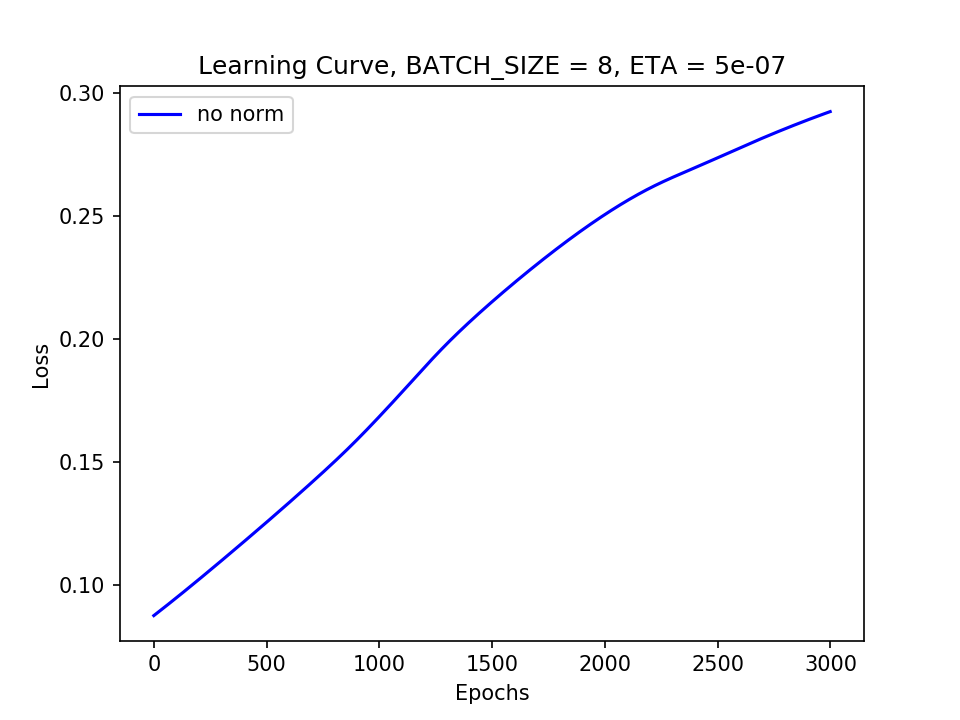 Learning Curve, BATCH_SIZE = 8, ETA = 5e-07
no norm
0.30
0.25
0.20
0.15
0.10
Loss
0 500 1000 1500 2000 2500 3000
Epochs